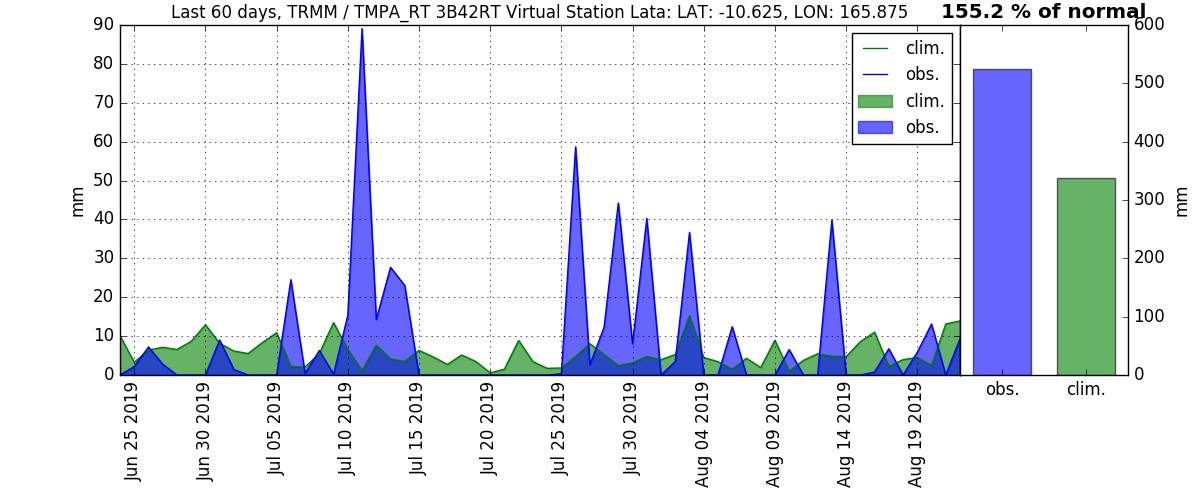 Last 60 days, TRMM / TMPA_RT 3B42RT Virtual Station Lata: LAT: -10.625, LON: 165.875
155.2 % of normal
90
80
70
60
50
40
30
20
10
0
mm
clim.
obs.
clim.
obs.
600
500
400
300
200
100
0
mm
Jun 25 2019
Jun 30 2019
Jul 05 2019
Jul 10 2019
Jul 15 2019
Jul 20 2019
Jul 25 2019
Jul 30 2019
Aug 04 2019
Aug 09 2019
Aug 14 2019
Aug 19 2019
obs.
clim.